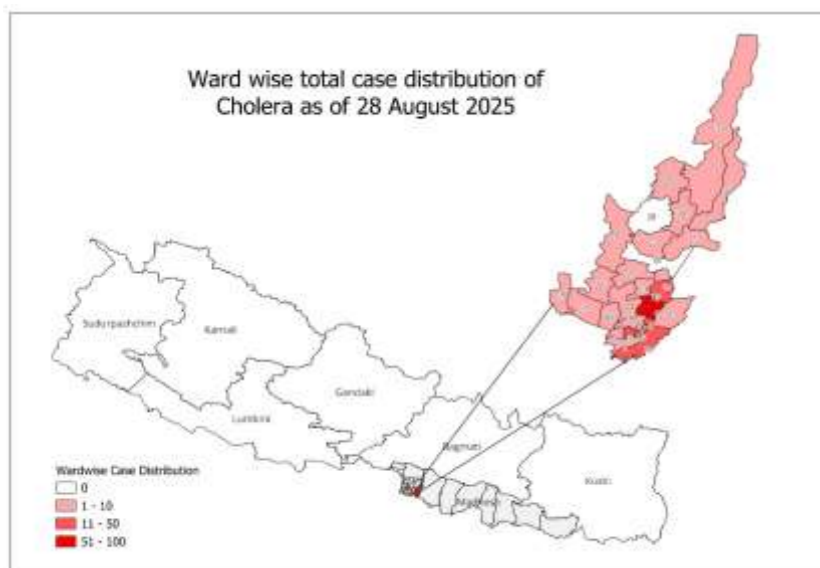 Ward wise total case distribution of
Cholera as of 28 August 2025
Sudurpashchim
Karnali
Gandaki
Lumbini
Bagmati
Koshi
Madhesh
Wardwise Case Distribution
0
1 - 10
11 - 50
51 - 100